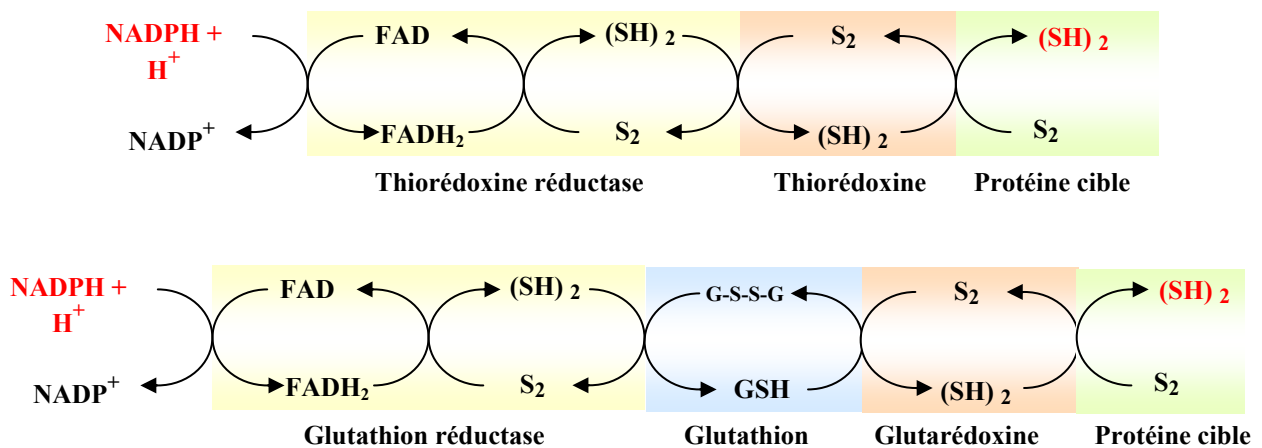 NADPH + FAD (SH) 2 S2 (SH) 2
H+
NADP+ FADH2 S2 (SH) 2 S2
Thiorédoxine réductase Thiorédoxine Protéine cible
NADPH + FAD (SH) 2 G-S-S-G S2 (SH) 2
H+
NADP+ FADH2 S2 GSH (SH) 2 S2
Glutathion réductase Glutathion Glutarédoxine Protéine cible